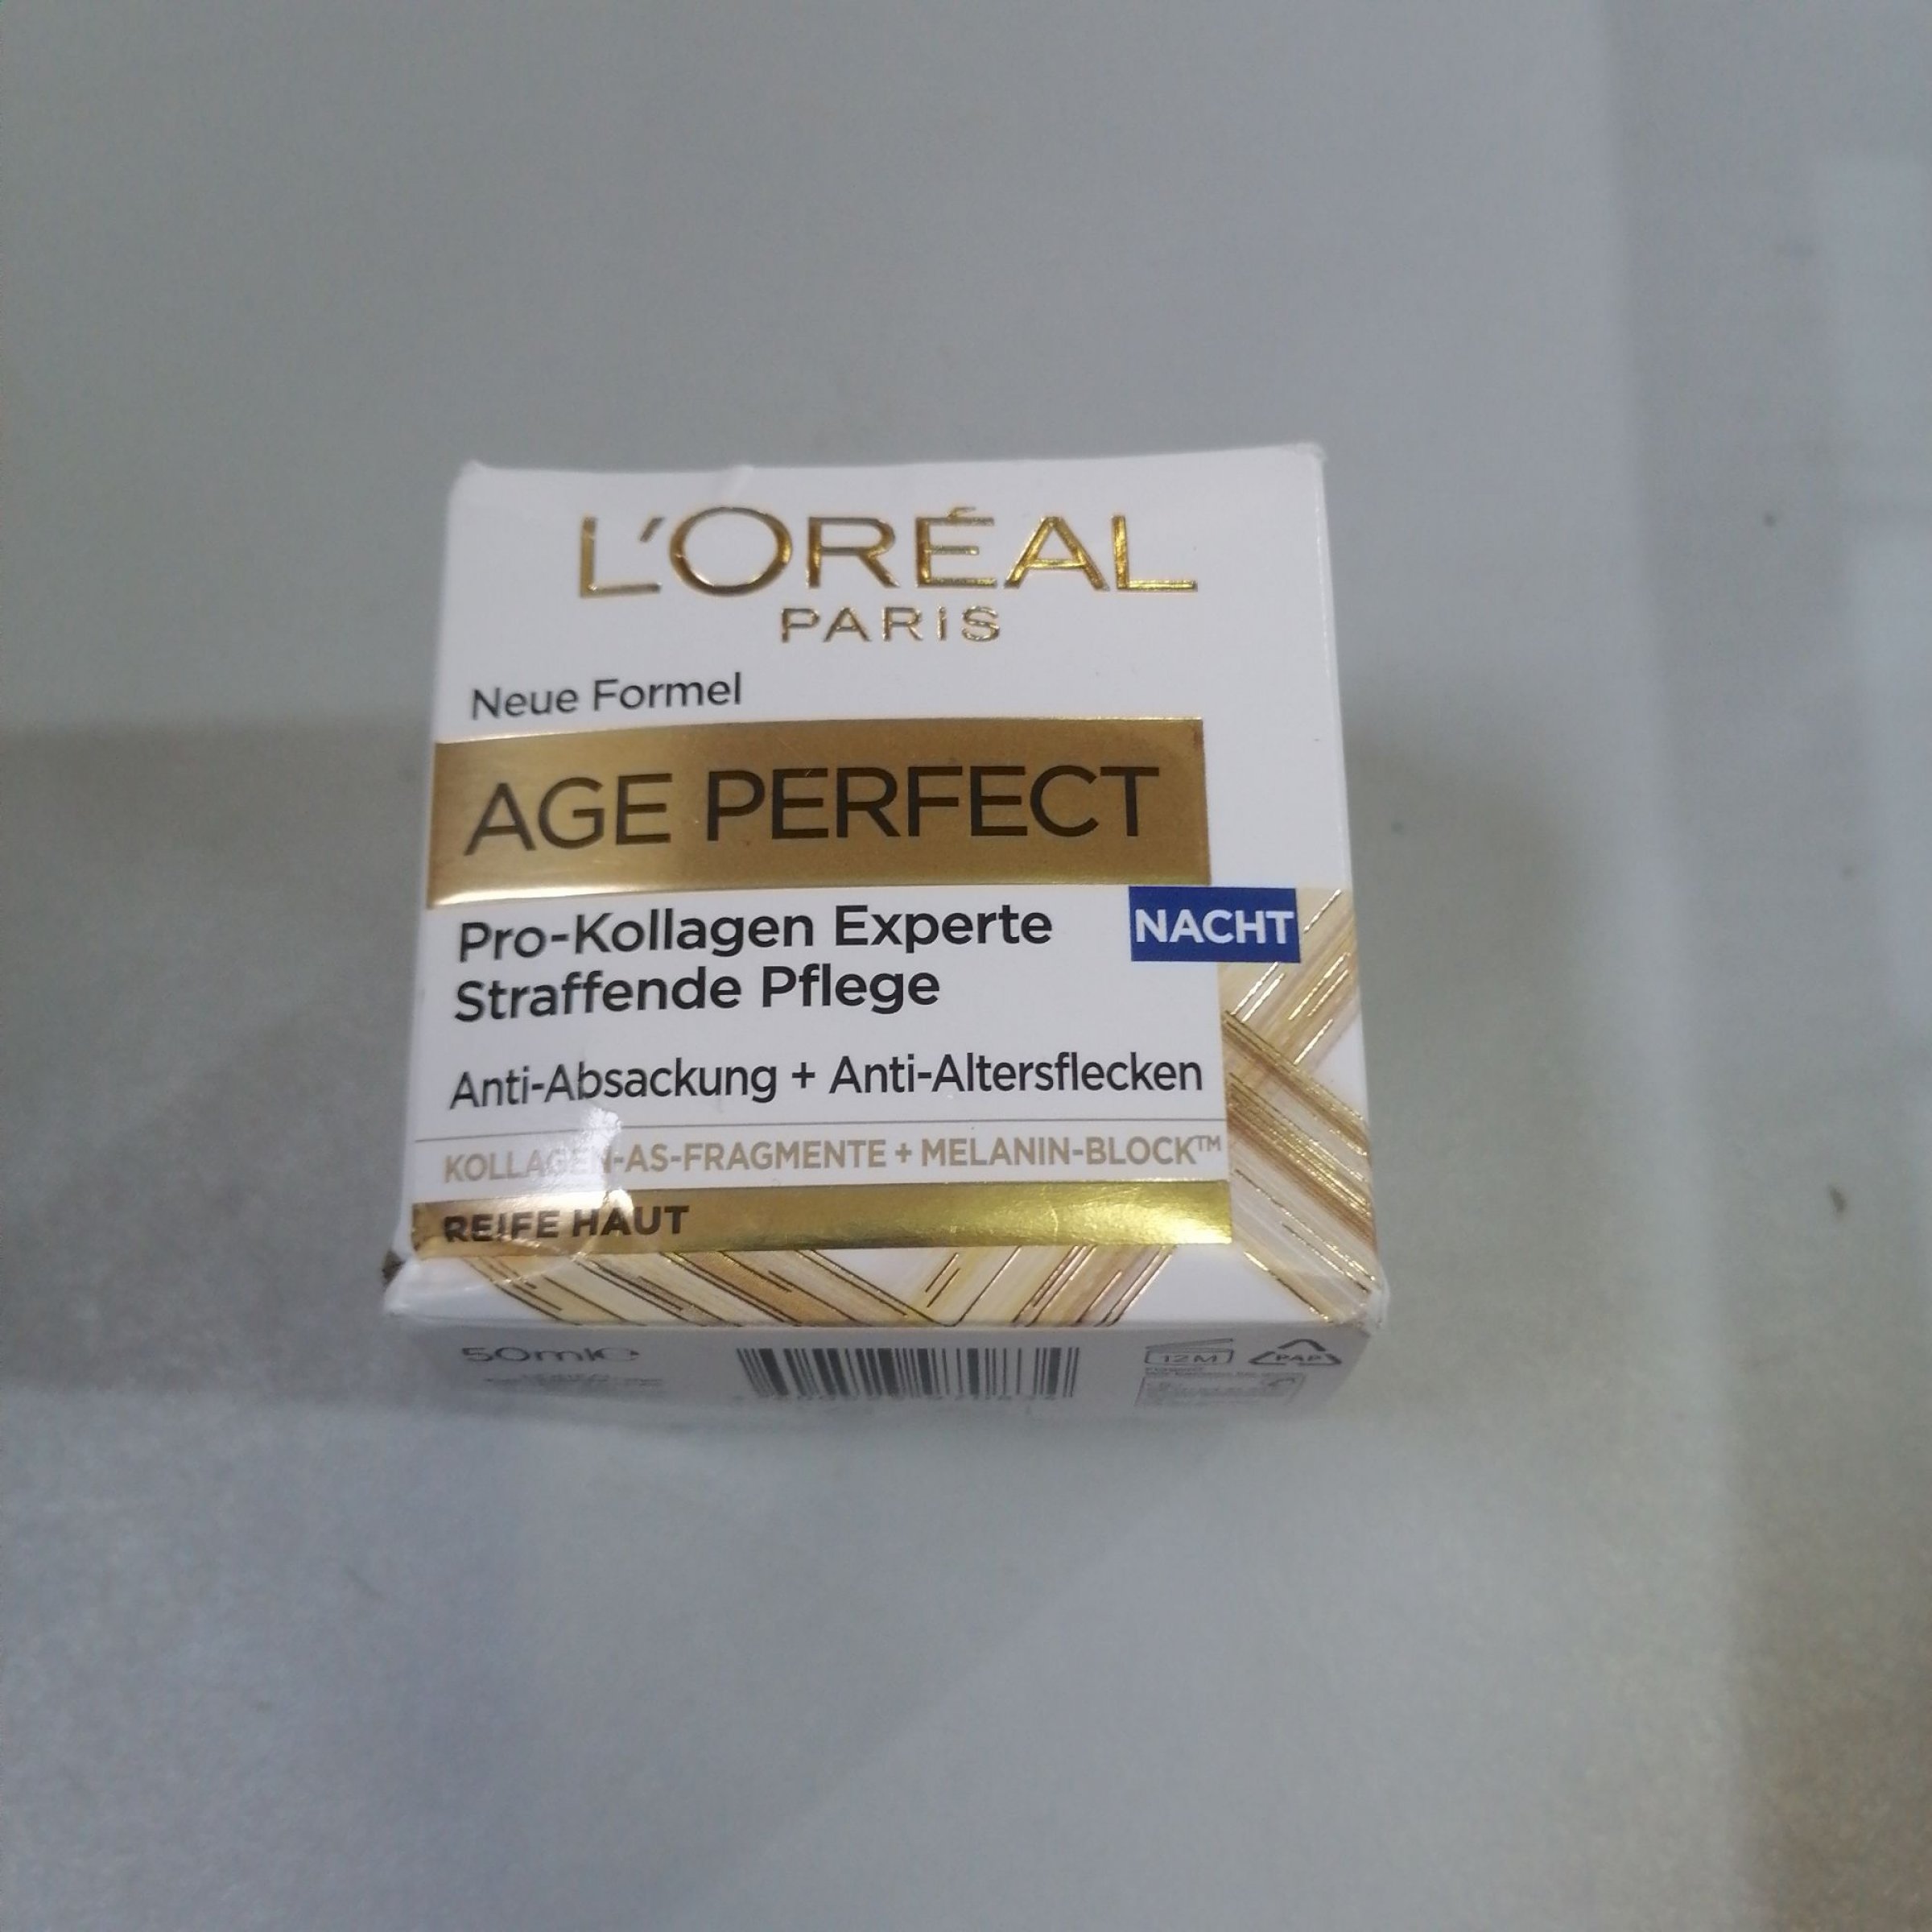 L'ORÉAL
PARiS
Neue Formel
AGE PERFECT
Pro-Kollagen Experte
NACHT
Straffende Pflege
Anti-Absackung + Anti-Altersflecken
KOLLAGEN-AS-FRAGMENTE + MELANIN-BLOCK™
REIFE HAUT
50ml℮
12M
PAP